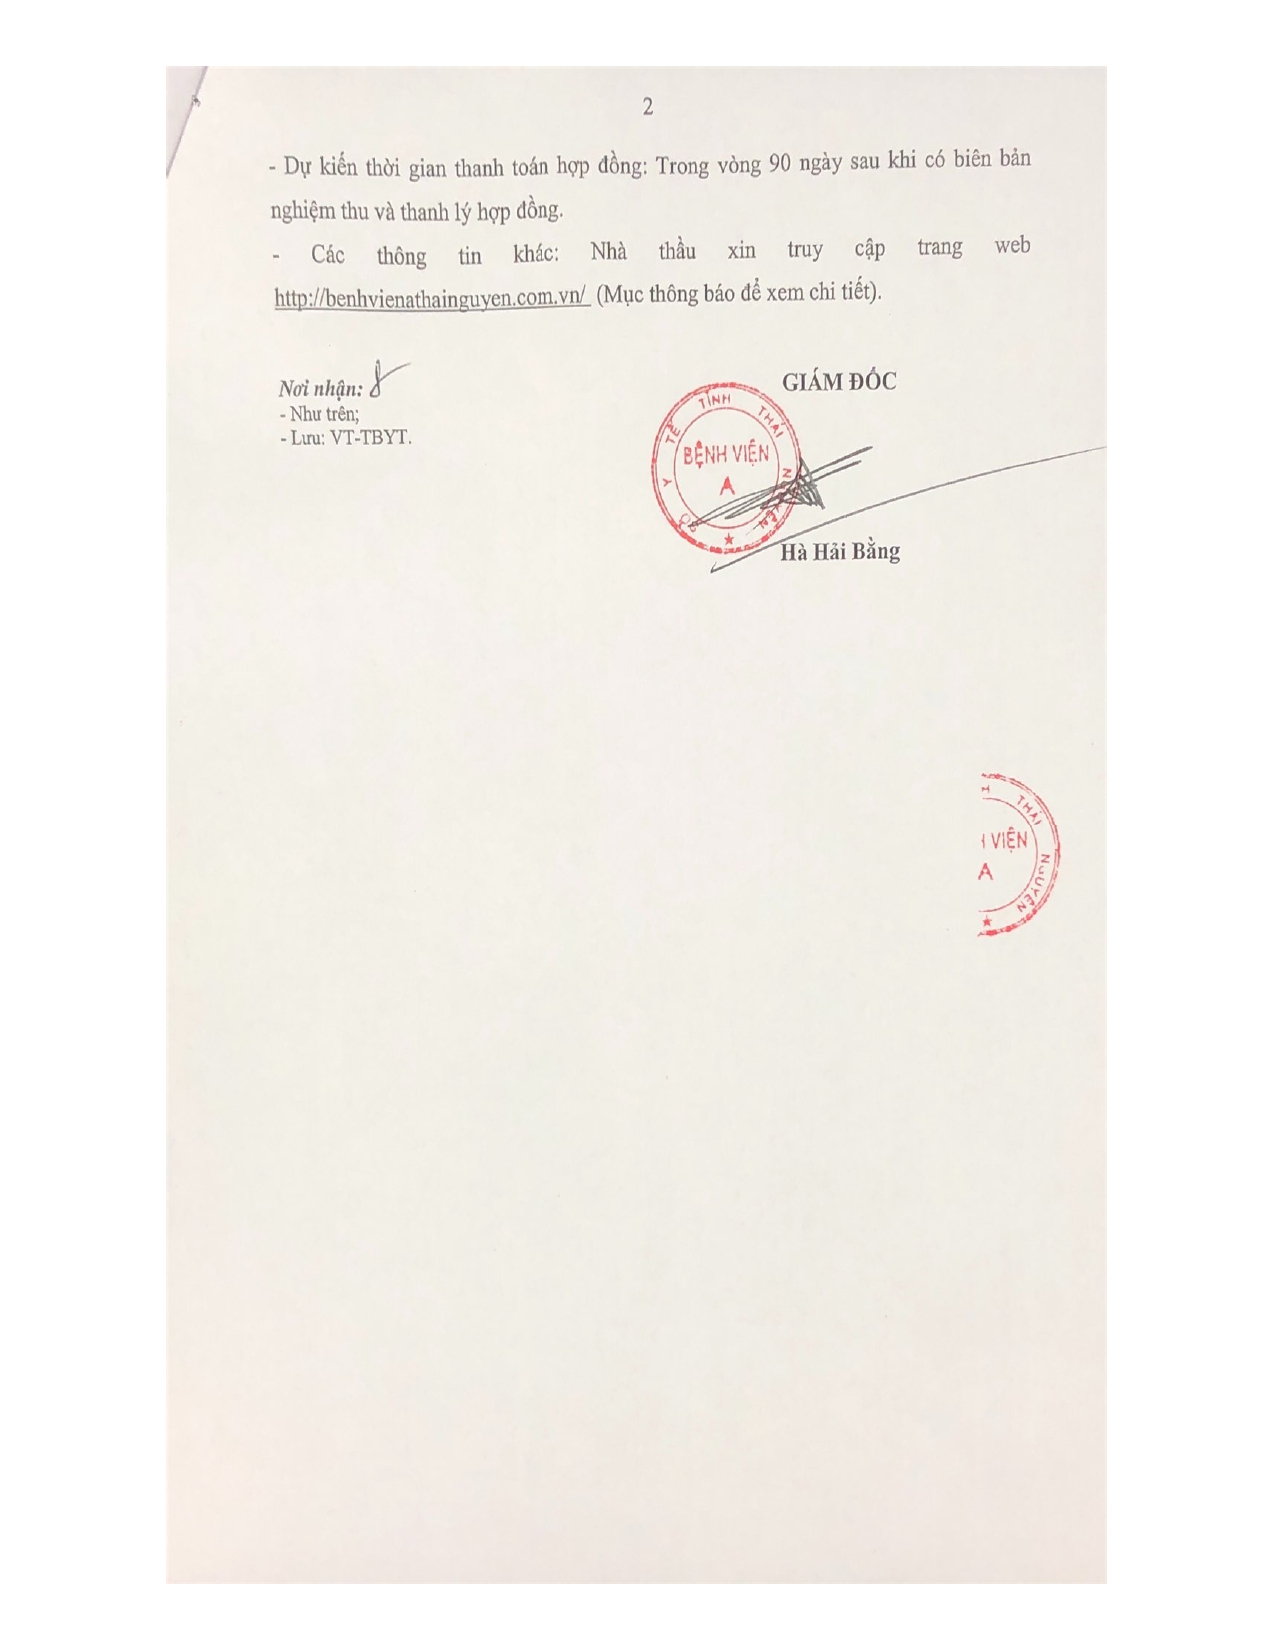 2
- Dự kiến thời gian thanh toán hợp đồng: Trong vòng 90 ngày sau khi có biên bản
nghiệm thu và thanh lý hợp đồng.
- Các thông tin khác: Nhà thầu xin truy cập trang web
http://benhvienathainguyen.com.vn/ (Mục thông báo để xem chi tiết).
Nơi nhận:
- Như trên;
- Lưu: VT-TBYT.
GIÁM ĐỐC
Y TẾ TỈNH THÁI NGUYÊN
BỆNH VIỆN
A
Hà Hải Bằng
THÁI NGUYÊN
VIỆN
A